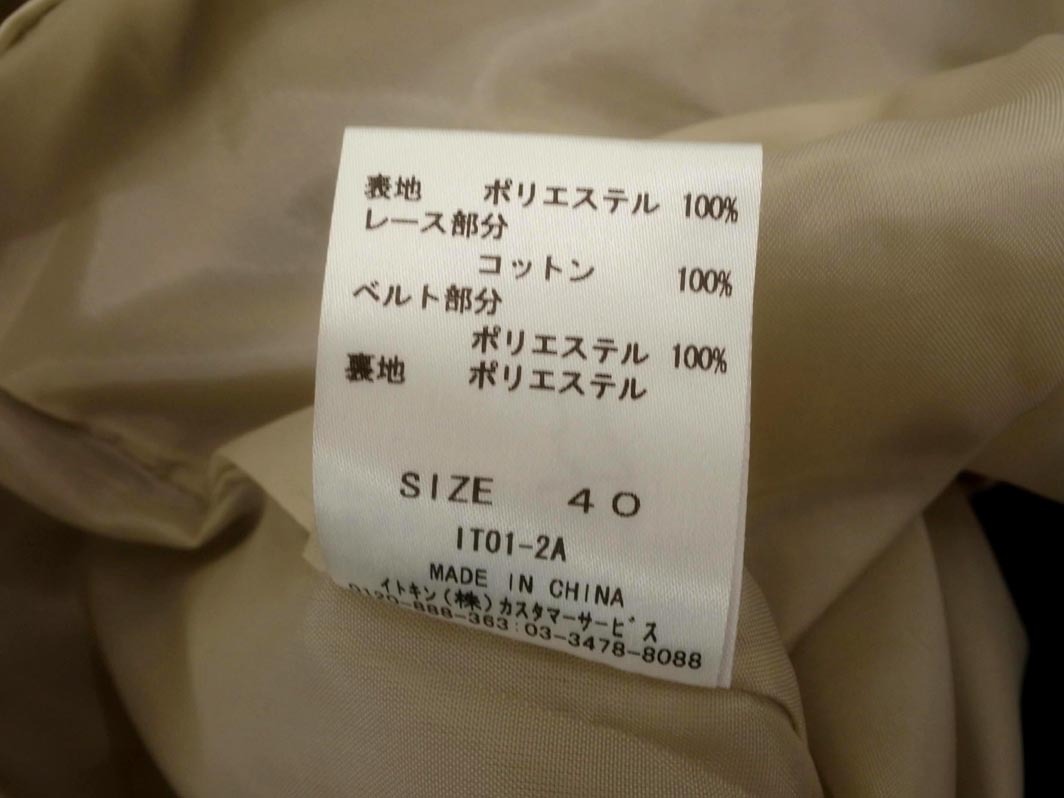 表地 ポリエステル 100%
レース部分
コットン 100%
ベルト部分
ポリエステル 100%
裏地 ポリエステル
SIZE 40
IT01-2A
MADE IN CHINA
イトキン(株)カスタマーサービス
0120-888-363:03-3478-8088